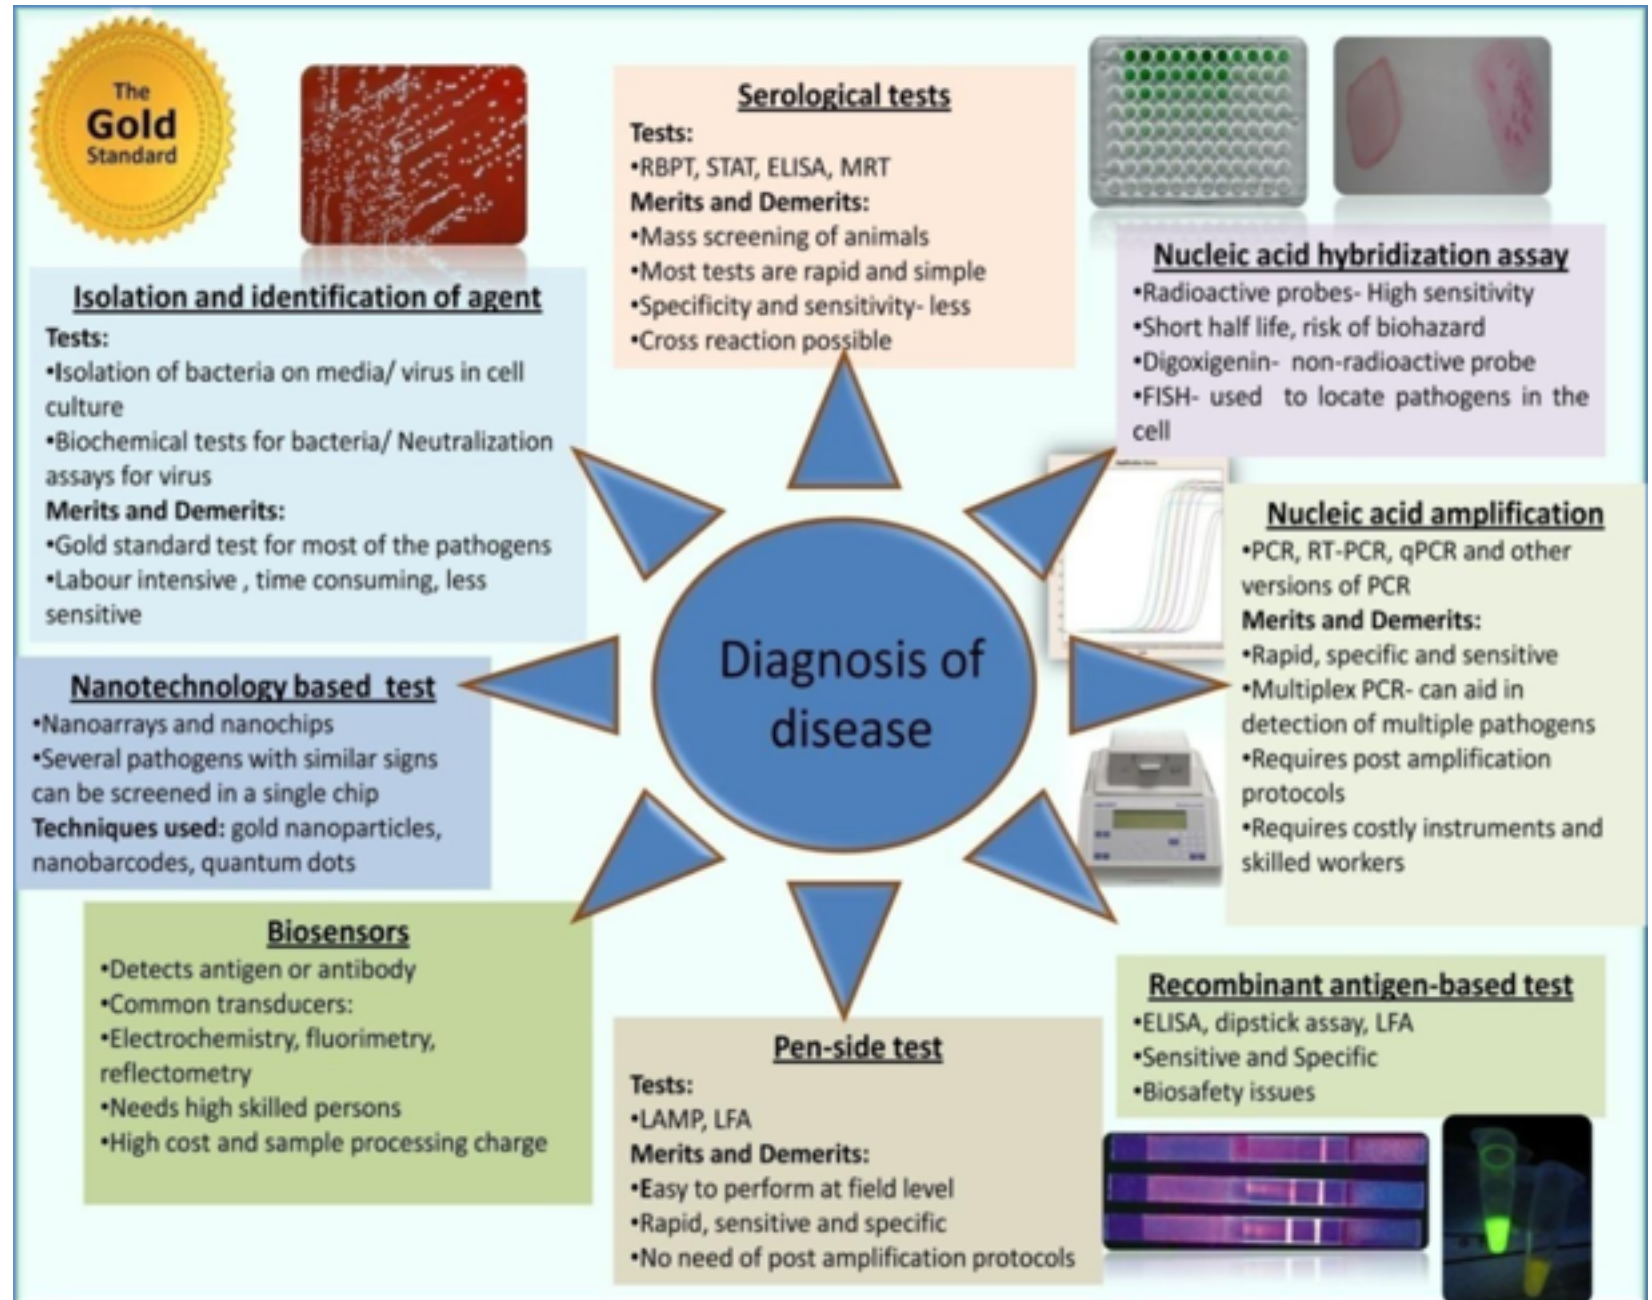 The
Gold
Standard
Isolation and identification of agent
Tests:
•Isolation of bacteria on media/ virus in cell
culture
•Biochemical tests for bacteria/ Neutralization
assays for virus
Merits and Demerits:
•Gold standard test for most of the pathogens
•Labour intensive , time consuming, less
sensitive
Serological tests
Tests:
•RBPT, STAT, ELISA, MRT
Merits and Demerits:
•Mass screening of animals
•Most tests are rapid and simple
•Specificity and sensitivity- less
•Cross reaction possible
Nucleic acid hybridization assay
•Radioactive probes- High sensitivity
•Short half life, risk of biohazard
•Digoxigenin- non-radioactive probe
•FISH- used to locate pathogens in the
cell
Nucleic acid amplification
•PCR, RT-PCR, qPCR and other
versions of PCR
Merits and Demerits:
•Rapid, specific and sensitive
•Multiplex PCR- can aid in
detection of multiple pathogens
•Requires post amplification
protocols
•Requires costly instruments and
skilled workers
Diagnosis of
disease
Nanotechnology based test
•Nanoarrays and nanochips
•Several pathogens with similar signs
can be screened in a single chip
Techniques used: gold nanoparticles,
nanobarcodes, quantum dots
Biosensors
•Detects antigen or antibody
•Common transducers:
•Electrochemistry, fluorimetry,
reflectometry
•Needs high skilled persons
•High cost and sample processing charge
Pen-side test
Tests:
•LAMP, LFA
Merits and Demerits:
•Easy to perform at field level
•Rapid, sensitive and specific
•No need of post amplification protocols
Recombinant antigen-based test
•ELISA, dipstick assay, LFA
•Sensitive and Specific
•Biosafety issues